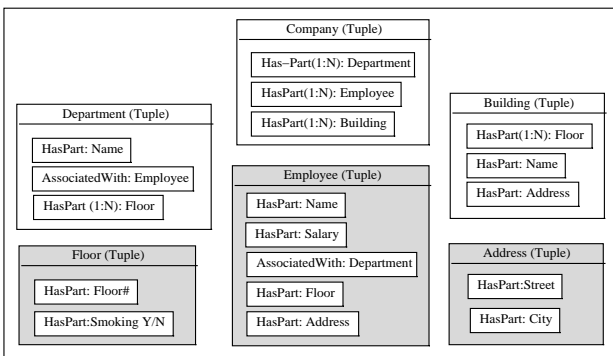 Company (Tuple)
Has-Part(1:N): Department
HasPart(1:N): Employee
HasPart(1:N): Building
Department (Tuple)
HasPart: Name
AssociatedWith: Employee
HasPart (1:N): Floor
Building (Tuple)
HasPart(1:N): Floor
HasPart: Name
HasPart: Address
Employee (Tuple)
HasPart: Name
HasPart: Salary
AssociatedWith: Department
HasPart: Floor
HasPart: Address
Floor (Tuple)
HasPart: Floor#
HasPart:Smoking Y/N
Address (Tuple)
HasPart:Street
HasPart: City